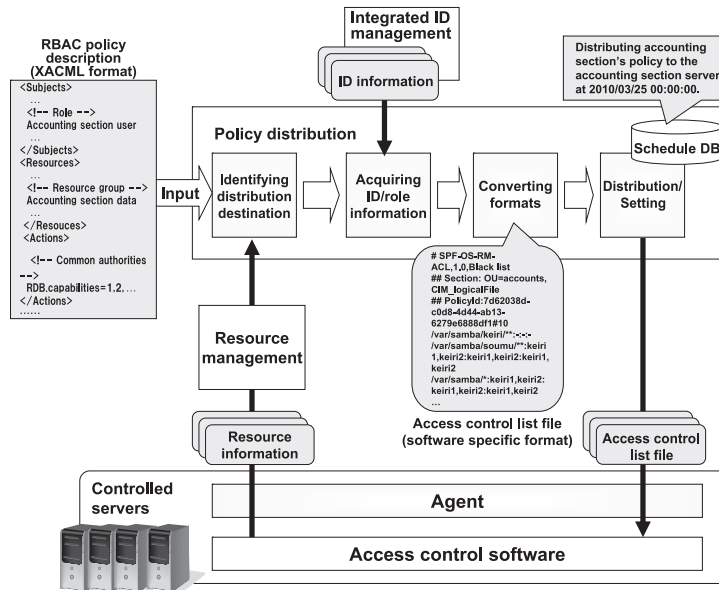 RBAC policy
description
(XACML format)
<Subjects>
...
<!-- Role -->
Accounting section user
...
</Subjects>
<Resources>
...
<!-- Resource group -->
Accounting section data
...
</Resouces>
<Actions>
<!-- Common authorities
-->
RDB.capabilities=1,2,...
</Actions>
......
Integrated ID
management
ID information
Distributing accounting
section's policy to the
accounting section server
at 2010/03/25 00:00:00.
Schedule DB
Policy distribution
Input
Identifying
distribution
destination
Acquiring
ID/role
information
Converting
formats
Distribution/
Setting
# SPF-OS-RM-
ACL,1.0,Black list
## Section: OU=accounts,
CIM_logicalFile
## PolicyId:7d62038d-
c0d8-4d44-ab13-
6279e6888df1#10
/var/samba/keiri/**:-:-:-
/var/samba/soumu/**:keiri
1,keiri2:keiri1,keiri2:keiri1,
keiri2
/var/samba/*:keiri1,keiri2:
keiri1,keiri2:keiri1,keiri2
...
Access control list file
(software specific format)
Resource
management
Resource
information
Access control
list file
Controlled
servers
Agent
Access control software